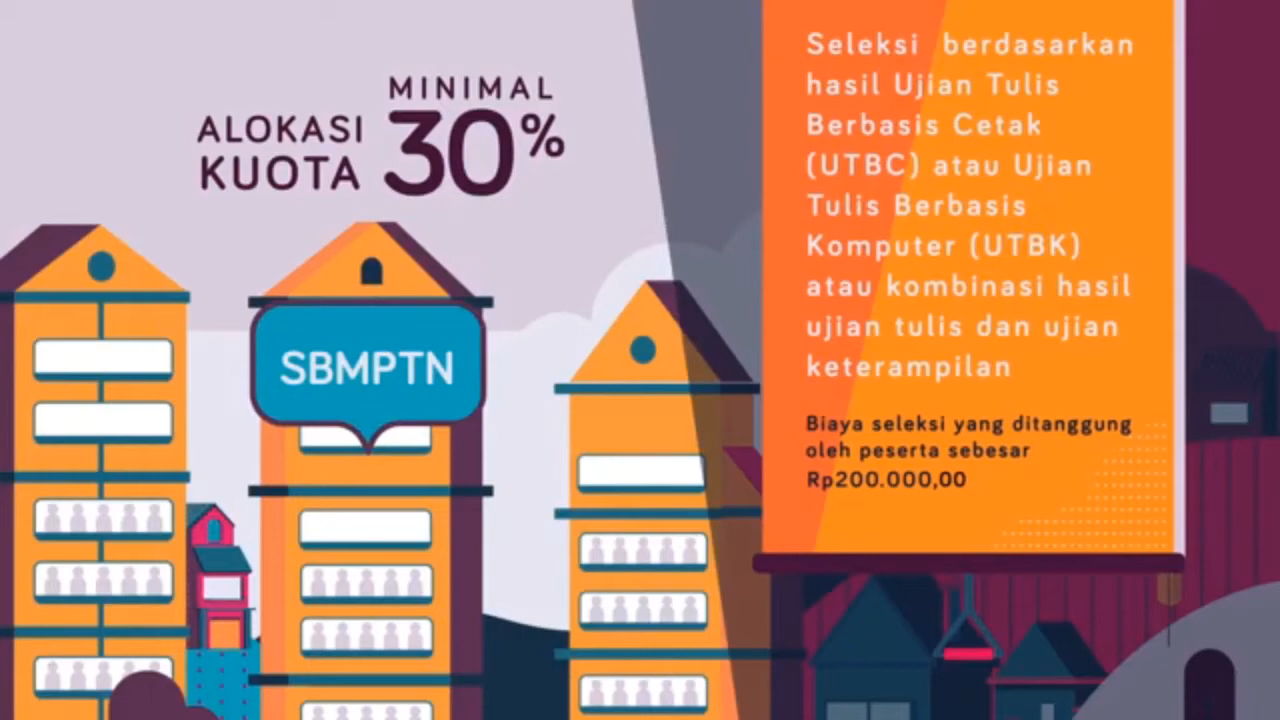 MINIMAL
ALOKASI
KUOTA 30%
SBMPTN
Seleksi berdasarkan
hasil Ujian Tulis
Berbasis Cetak
(UTBC) atau Ujian
Tulis Berbasis
Komputer (UTBK)
atau kombinasi hasil
ujian tulis dan ujian
keterampilan
Biaya seleksi yang ditanggung
oleh peserta sebesar
Rp200.000,00